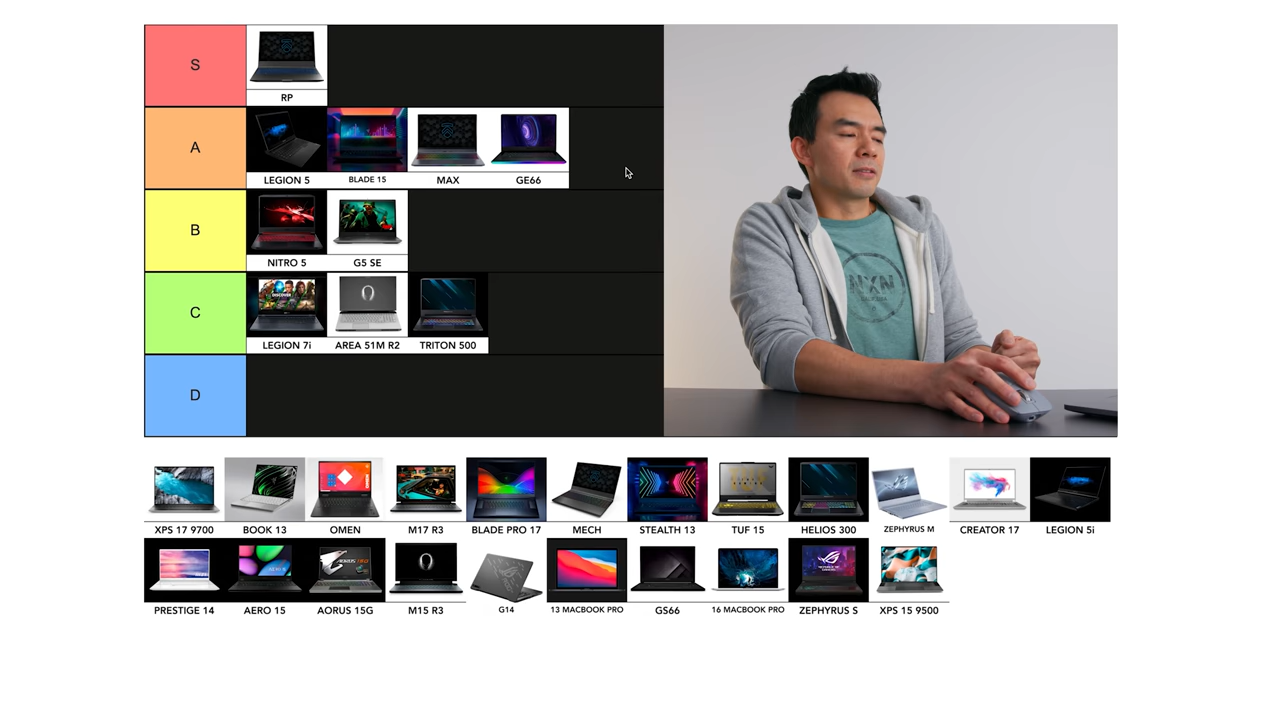 S
RP
A
LEGION 5
BLADE 15
MAX
GE66
B
NITRO 5
G5 SE
C
DISCOVER
LEGION 7i
AREA 51M R2
TRITON 500
D
NXN
XPS 17 9700
BOOK 13
OMEN
M17 R3
BLADE PRO 17
MECH
STEALTH 13
TUF 15
HELIOS 300
ZEPHYRUS M
CREATOR 17
LEGION 5i
PRESTIGE 14
AERO 15
AORUS 15G
M15 R3
G14
13 MACBOOK PRO
GS66
16 MACBOOK PRO
ZEPHYRUS S
XPS 15 9500